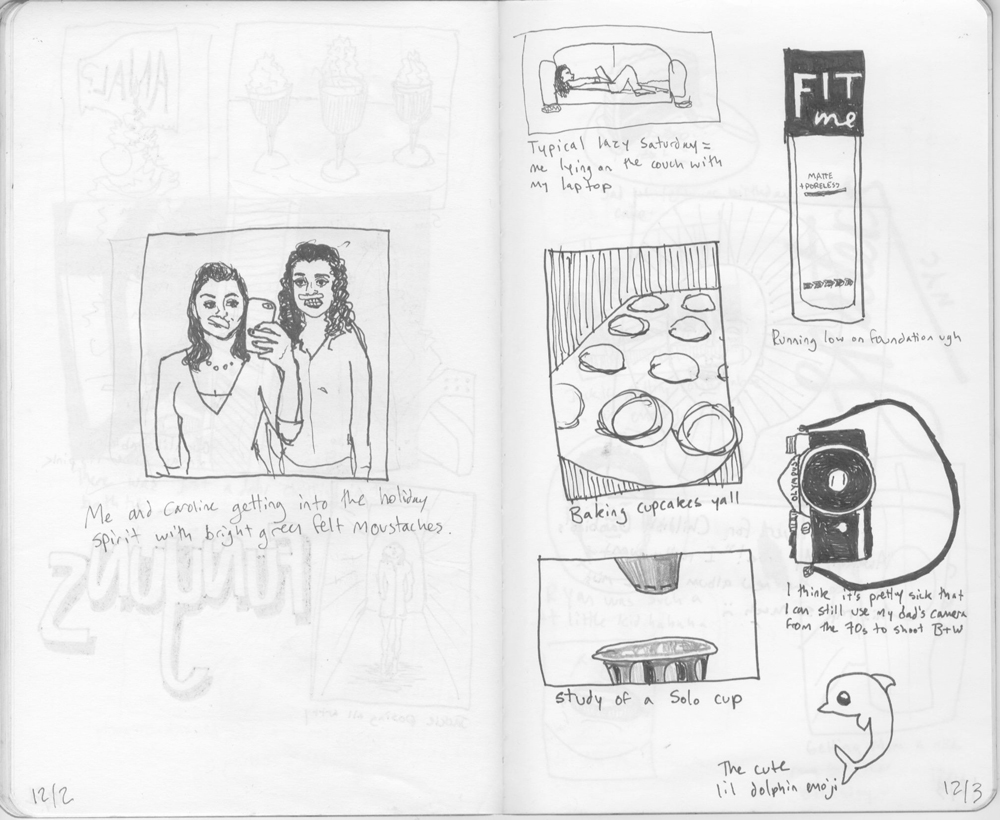 Me and Caroline getting into the holiday
spirit with bright green felt moustaches.
12/2
Typical lazy Saturday =
me lying on the couch with
my laptop
FIT
me
MATTE
+PORELESS
Running low on foundation ugh
Baking cupcakes yall
OLYMPUS
I think it's pretty sick that
I can still use my dad's camera
from the 70s to shoot B+W
study of a Solo cup
The cute
lil dolphin emoji
12/3